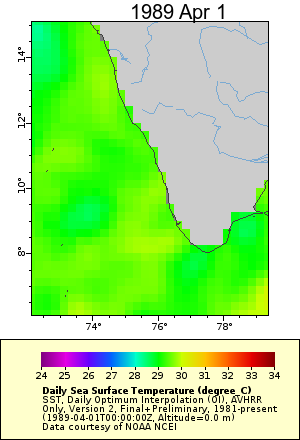 1989 Apr 1
14°
12°
10°
8°
74° 76° 78°
24 25 26 27 28 29 30 31 32 33 34
Daily Sea Surface Temperature (degree_C)
SST, Daily Optimum Interpolation (OI), AVHRR
Only, Version 2, Final+Preliminary, 1981-present
(1989-04-01T00:00:00Z, Altitude=0.0 m)
Data courtesy of NOAA NCEI